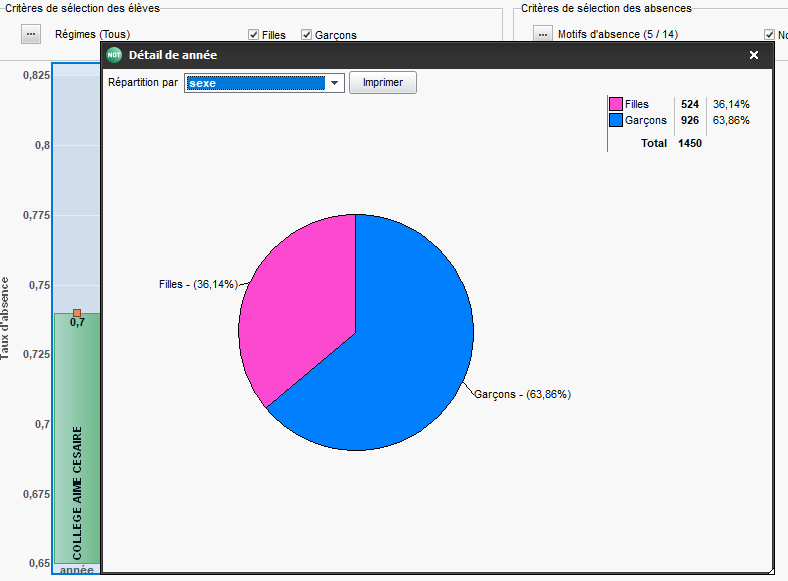 Critères de sélection des élèves
Critères de sélection des absences
... Régimes (Tous) Filles Garçons
... Motifs d'absence (5 / 14)
NOT Détail de année
Répartition par sexe Imprimer
Filles 524 36,14%
Garçons 926 63,86%
Total 1450
Filles - (36,14%)
Garçons - (63,86%)
Taux d'absence
0,825
0,8
0,775
0,75
0,725
0,7
0,675
0,65
0,7
COLLEGE AIME CESAIRE
année